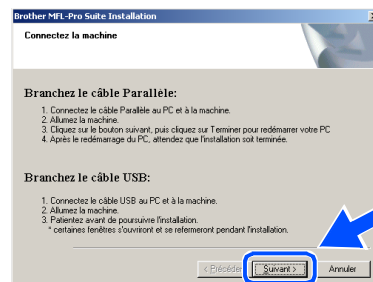 Brother MFL-Pro Suite Installation
Connectez la machine
Branchez le câble Parallèle:
1. Connectez le câble Parallèle au PC et à la machine.
2. Allumez la machine.
3. Cliquez sur le bouton suivant, puis cliquez sur Terminer pour redémarrer votre PC
4. Après le redémarrage du PC, attendez que l'installation soit terminée.
Branchez le câble USB:
1. Connectez le câble USB au PC et à la machine.
2. Allumez la machine.
3. Patientez avant de poursuivre l'installation.
* certaines fenêtres s'ouvriront et se refermeront pendant l'installation.
< Précéden Suivant > Annuler